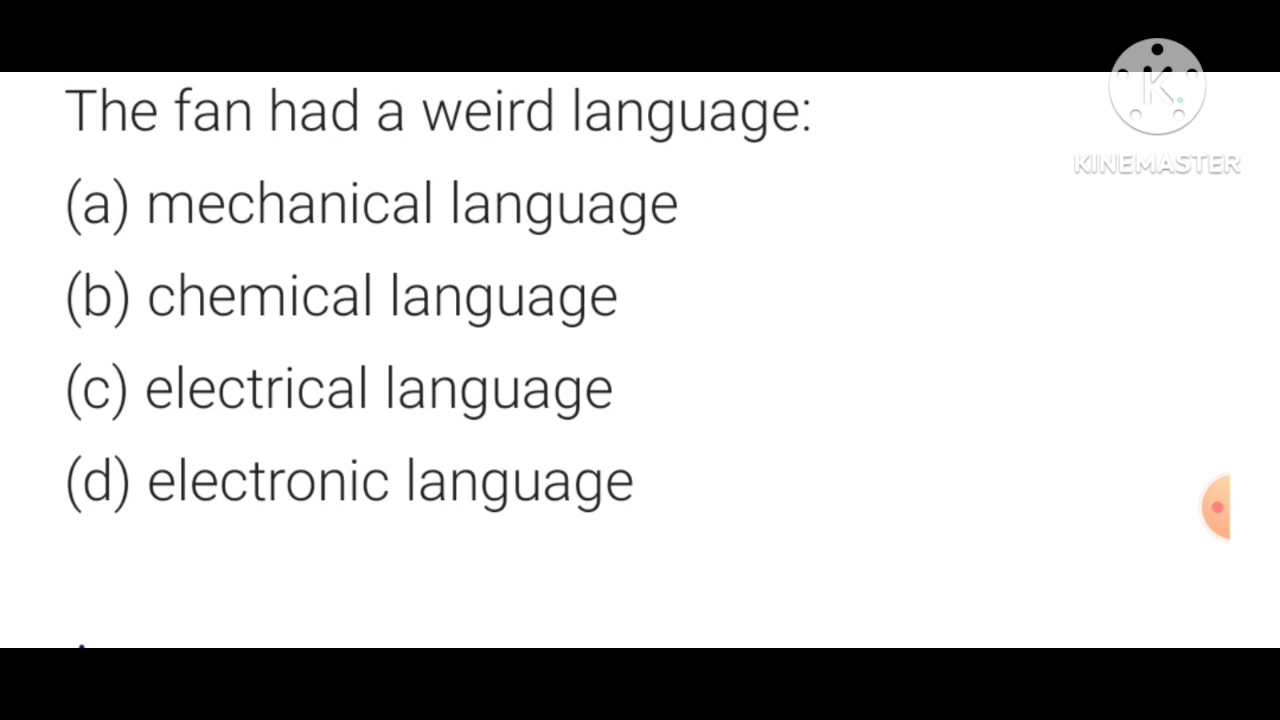 The fan had a weird language:
(a) mechanical language
(b) chemical language
(c) electrical language
(d) electronic language
K
KINEMASTER